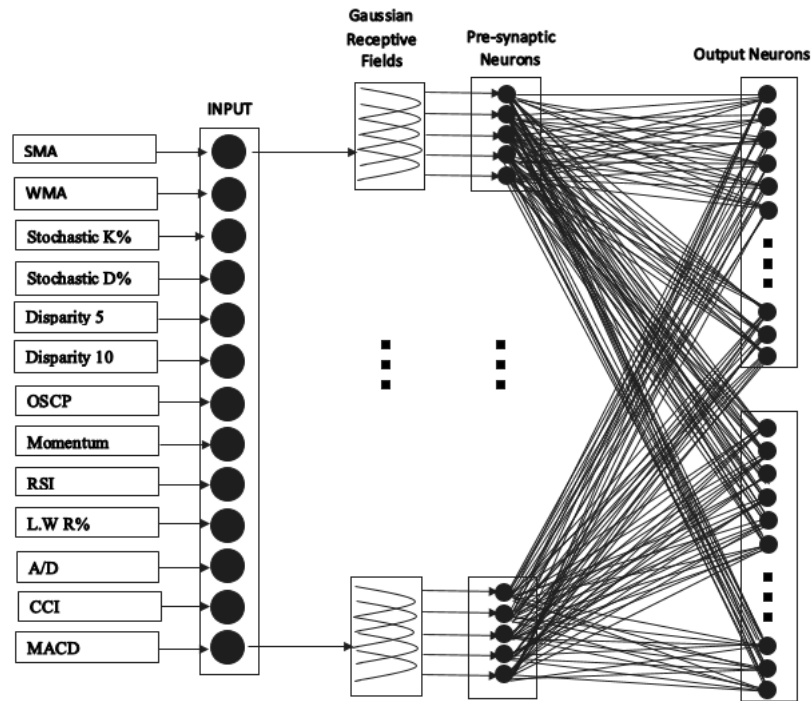 Gaussian
Receptive
Fields
Pre-synaptic
Neurons
Output Neurons
INPUT
SMA
WMA
Stochastic K%
Stochastic D%
Disparity 5
Disparity 10
OSCP
Momentum
RSI
L.W R%
A/D
CCI
MACD